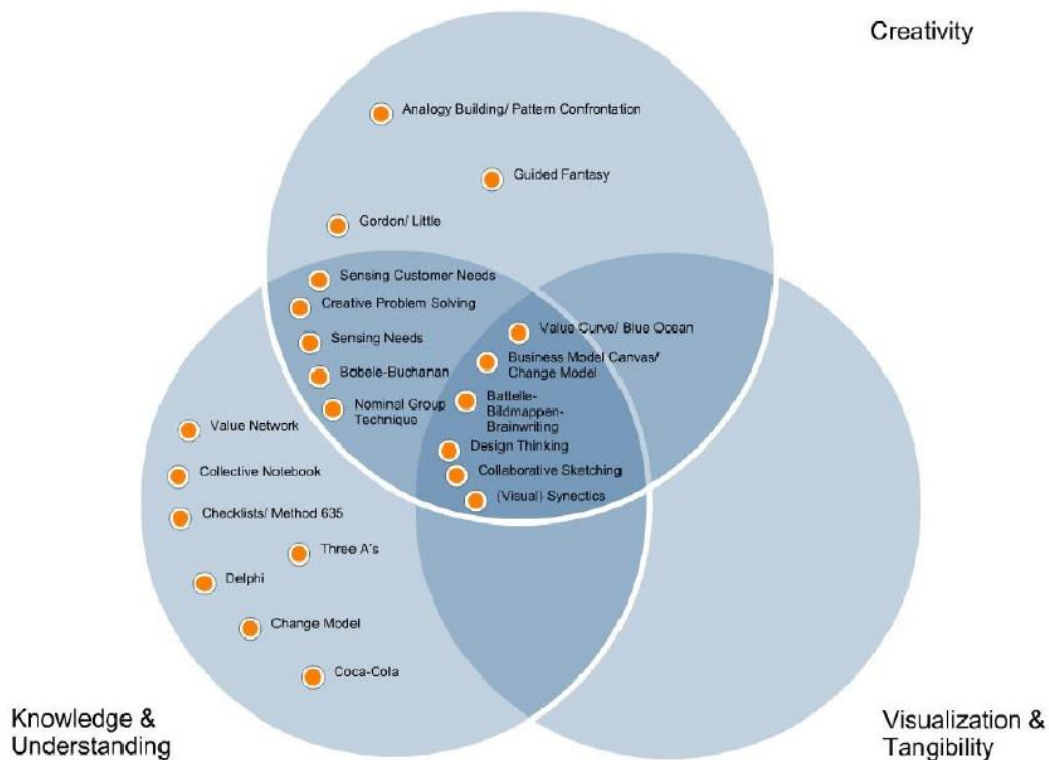 Creativity
Analogy Building/ Pattern Confrontation
Guided Fantasy
Gordon/ Little
Sensing Customer Needs
Creative Problem Solving
Sensing Needs
Bobele-Buchanan
Nominal Group
Technique
Value Curve/ Blue Ocean
Business Model Canvas/
Change Model
Battelle-
Bildmappen-
Brainwriting
Design Thinking
Collaborative Sketching
(Visual) Synectics
Value Network
Collective Notebook
Checklists/ Method 635
Three A's
Delphi
Change Model
Coca-Cola
Knowledge &
Understanding
Visualization &
Tangibility